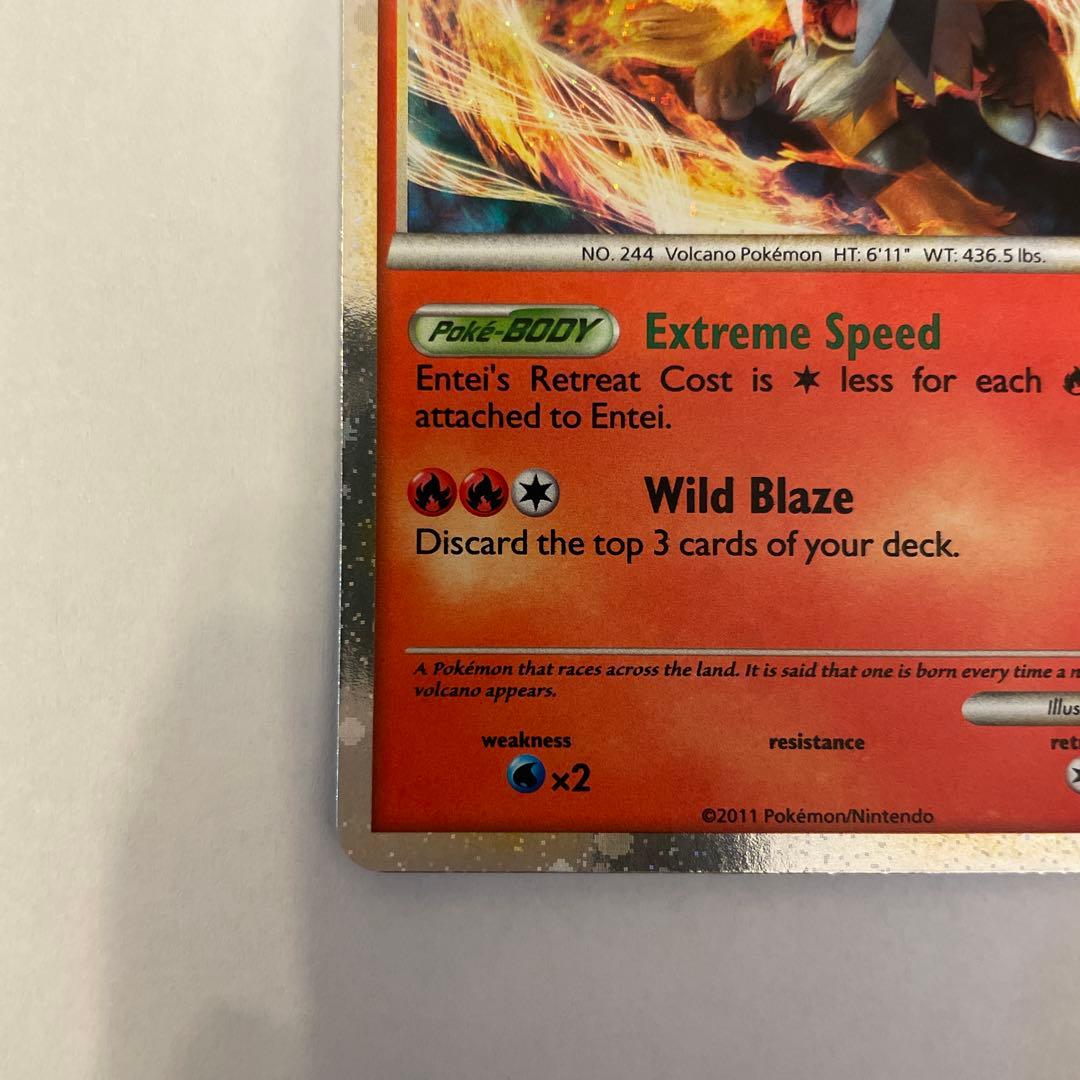 NO. 244 Volcano Pokémon HT: 6'11" WT: 436.5 lbs.
Poké-BODY Extreme Speed
Entei's Retreat Cost is less for each
attached to Entei.
Wild Blaze
Discard the top 3 cards of your deck.
A Pokémon that races across the land. It is said that one is born every time a
volcano appears.
weakness resistance
×2
©2011 Pokémon/Nintendo